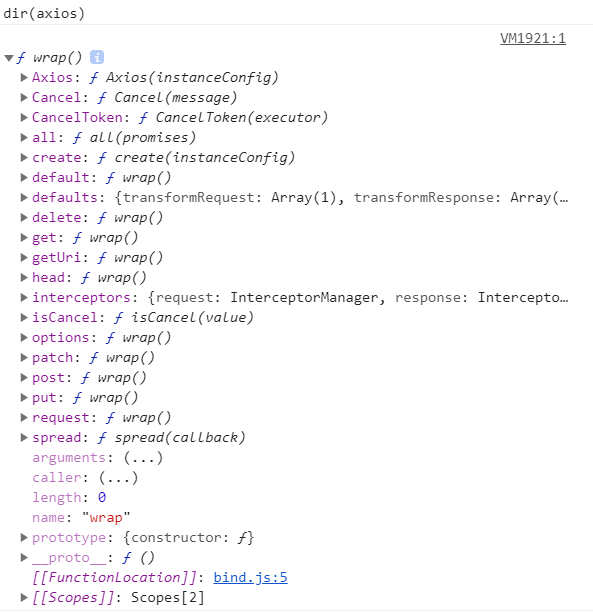 dir(axios)
VM1921:1
ƒ wrap() i
Axios: ƒ Axios(instanceConfig)
Cancel: ƒ Cancel(message)
CancelToken: ƒ CancelToken(executor)
all: ƒ all(promises)
create: ƒ create(instanceConfig)
default: ƒ wrap()
defaults: {transformRequest: Array(1), transformResponse: Array(…
delete: ƒ wrap()
get: ƒ wrap()
getUri: ƒ wrap()
head: ƒ wrap()
interceptors: {request: InterceptorManager, response: Intercepto…
isCancel: ƒ isCancel(value)
options: ƒ wrap()
patch: ƒ wrap()
post: ƒ wrap()
put: ƒ wrap()
request: ƒ wrap()
spread: ƒ spread(callback)
arguments: (...)
caller: (...)
length: 0
name: "wrap"
prototype: {constructor: ƒ}
__proto__: ƒ ()
[[FunctionLocation]]: bind.js:5
[[Scopes]]: Scopes[2]